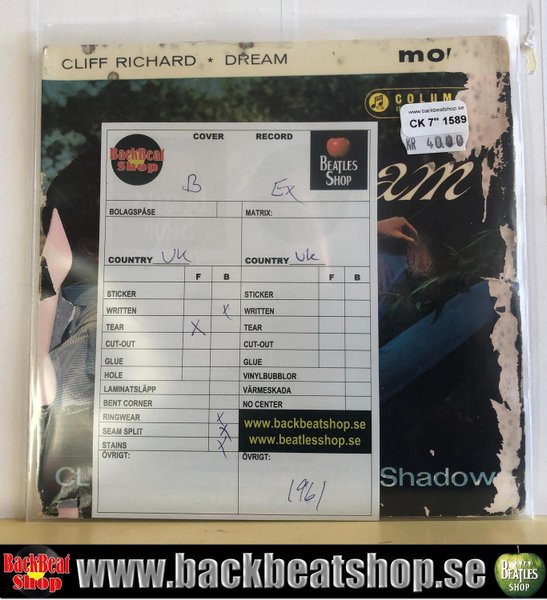 CLIFF RICHARD ★ DREAM
COLUM
www.backbeatshop.se
CK 7" 1589
KR 40.00
am
COVER RECORD
BackBeat
Shop
BEATLES
SHOP
B Ex
BOLAGSPÅSE MATRIX:
COUNTRY UK COUNTRY UK
F B F B
STICKER STICKER
WRITTEN X WRITTEN
TEAR X TEAR
CUT-OUT CUT-OUT
GLUE GLUE
HOLE VINYLBUBBLOR
LAMINATSLÄPP VÄRMESKADA
BENT CORNER NO CENTER
RINGWEAR X
SEAM SPLIT X
STAINS X
www.backbeatshop.se
www.beatlesshop.se
ÖVRIGT: ÖVRIGT:
1961
CL Shadow
BackBeat
Shop
www.backbeatshop.se
BEATLES
SHOP